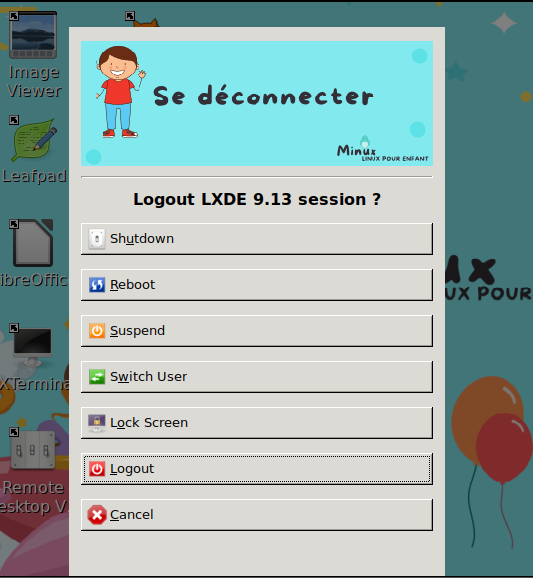 Image
Viewer
Leafpad
ibreOffic
XTermina
Remote
esktop V
Se déconnecter
Minux
LINUX POUR ENFANT
Logout LXDE 9.13 session ?
Shutdown
Reboot
Suspend
Switch User
Lock Screen
Logout
Cancel
UX
UX POUR